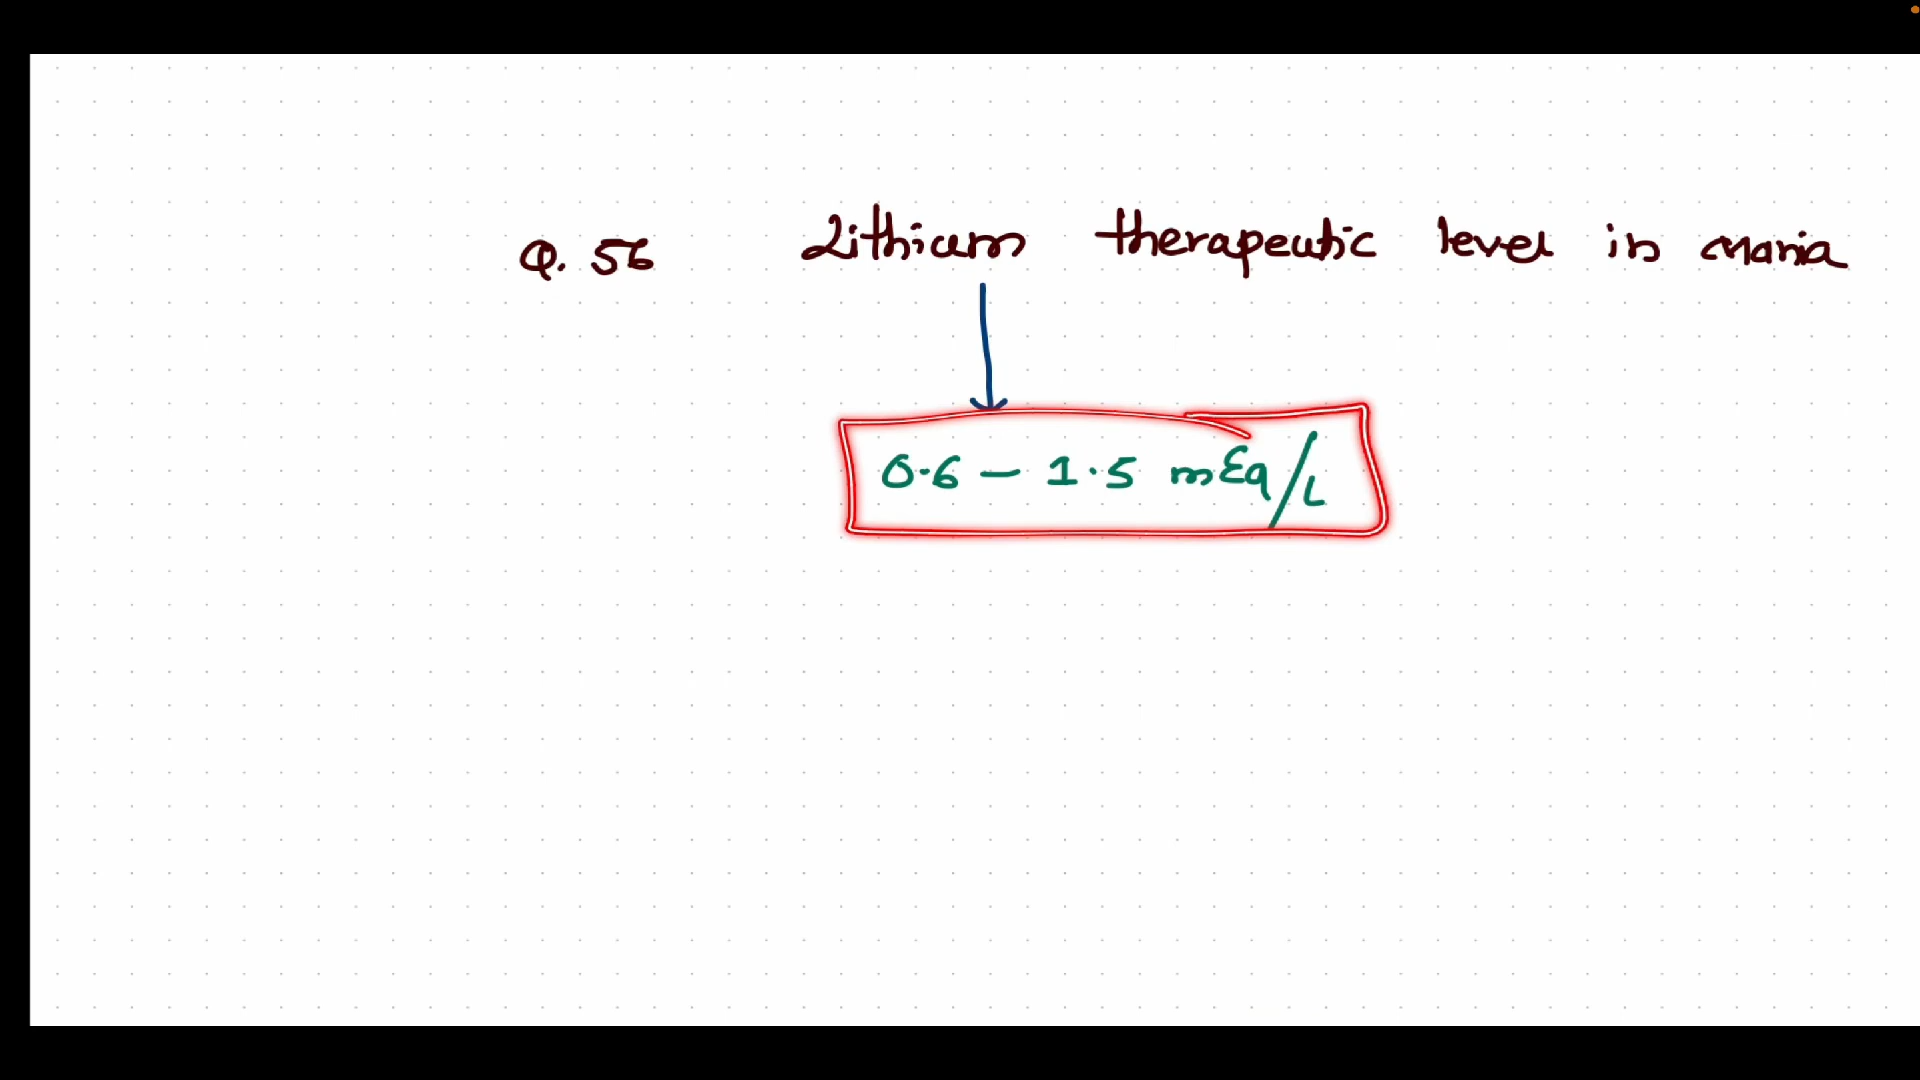 Q. 56 Lithium therapeutic level in mania
0.6 – 1.5 mEq/L